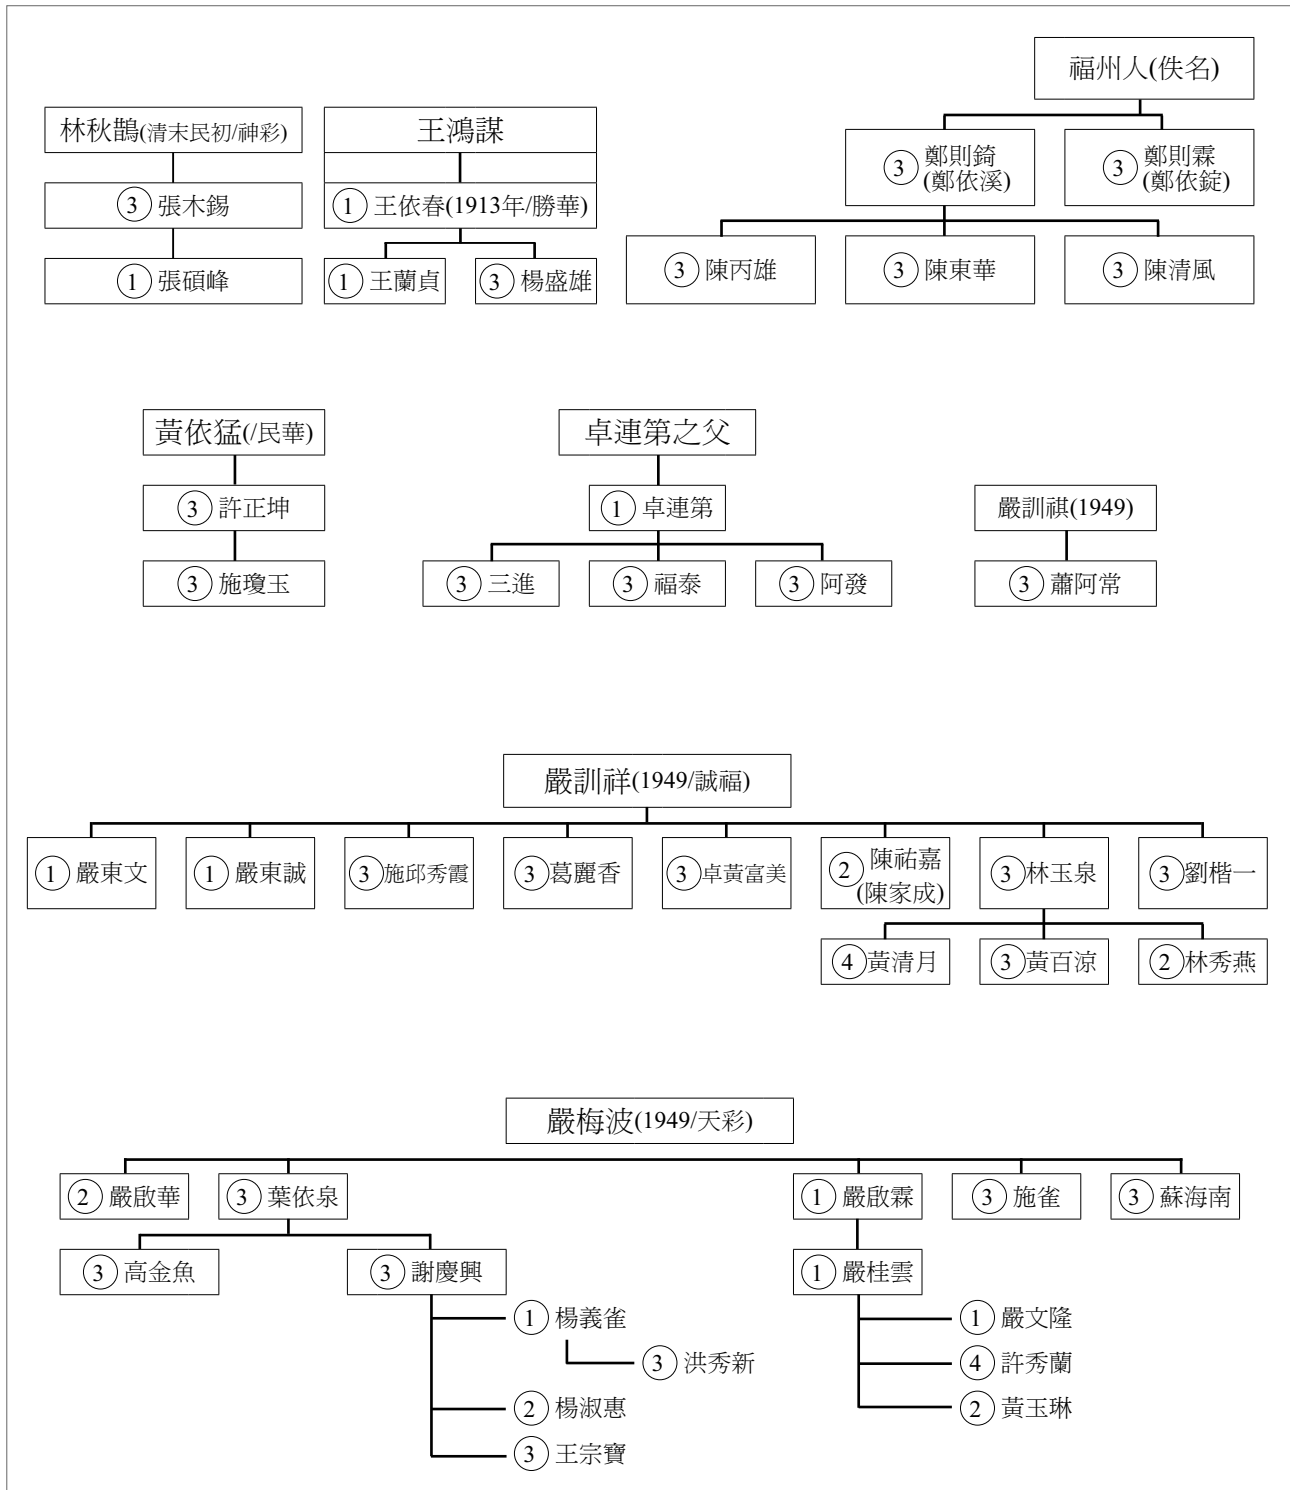 福州人(佚名)
林秋鵲(清末民初/神彩)
王鴻謀
③ 鄭則錡
(鄭依溪)
③ 鄭則霖
(鄭依錠)
③ 張木錫
① 王依春(1913年/勝華)
① 張碩峰
① 王蘭貞
③ 楊盛雄
③ 陳丙雄
③ 陳東華
③ 陳清風
黃依猛(/民華)
卓連第之父
③ 許正坤
① 卓連第
嚴訓祺(1949)
③ 施瓊玉
③ 三進
③ 福泰
③ 阿發
③ 蕭阿常
嚴訓祥(1949/誠福)
① 嚴東文
① 嚴東誠
③ 施邱秀霞
③ 葛麗香
③ 卓黃富美
② 陳祐嘉
(陳家成)
③ 林玉泉
③ 劉楷一
④ 黃清月
③ 黃百涼
② 林秀燕
嚴梅波(1949/天彩)
② 嚴啟華
③ 葉依泉
① 嚴啟霖
③ 施雀
③ 蘇海南
③ 高金魚
③ 謝慶興
① 嚴桂雲
① 楊義雀
① 嚴文隆
③ 洪秀新
④ 許秀蘭
② 楊淑惠
② 黃玉琳
③ 王宗寶